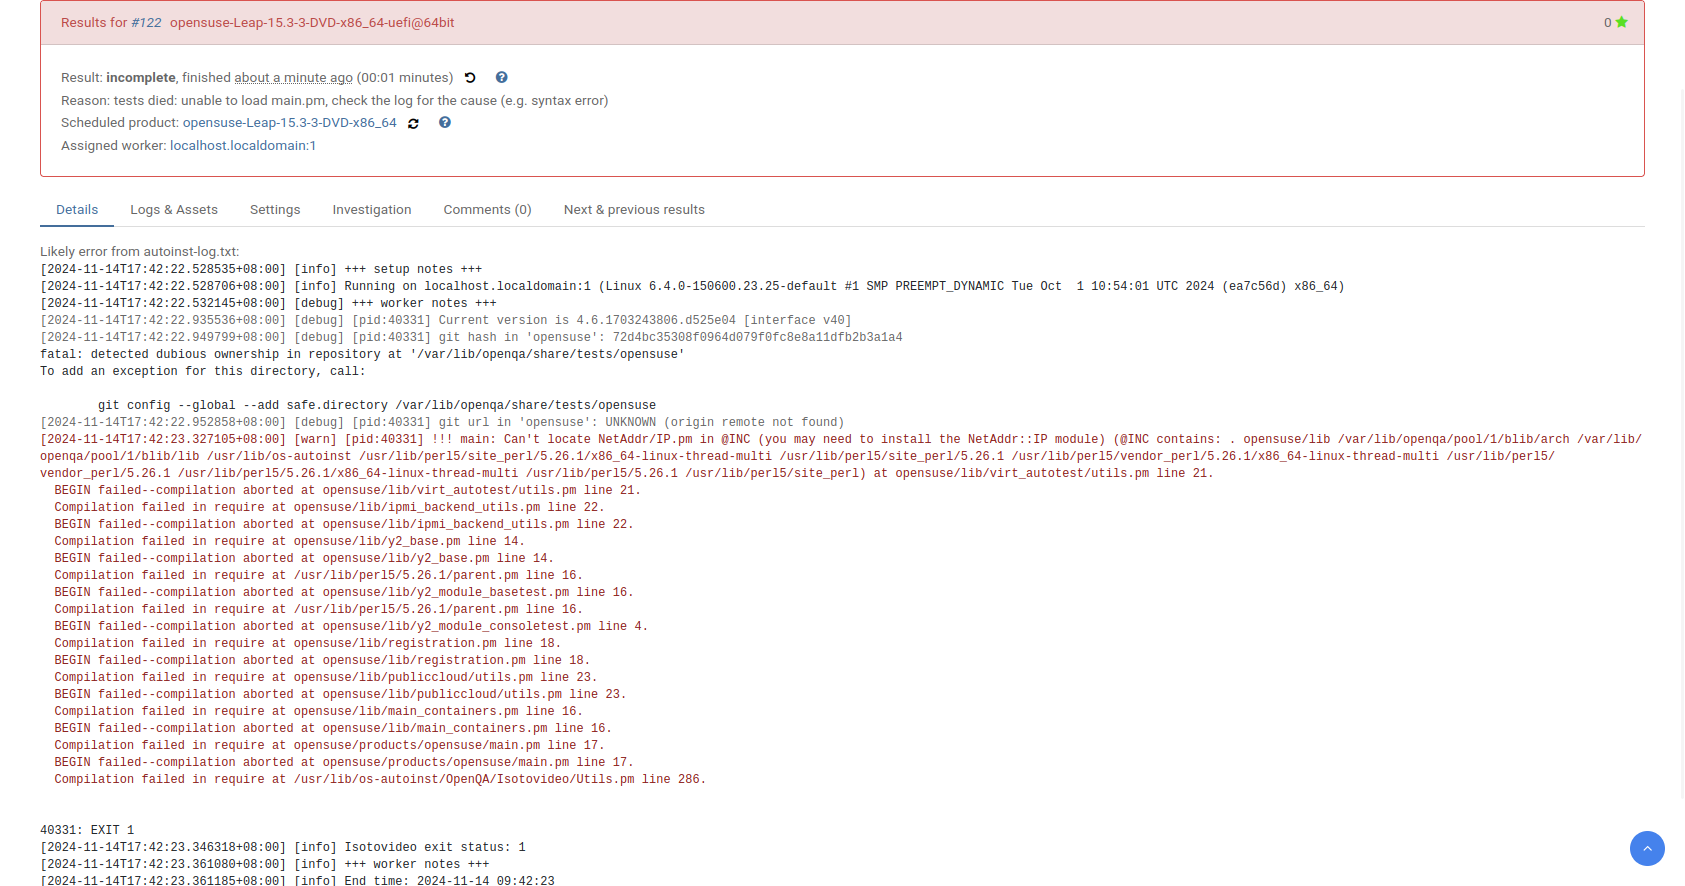 Results for #122 opensuse-Leap-15.3-3-DVD-x86_64-uefi@64bit
0
Result: incomplete, finished about a minute ago (00:01 minutes)
Reason: tests died: unable to load main.pm, check the log for the cause (e.g. syntax error)
Scheduled product: opensuse-Leap-15.3-3-DVD-x86_64
Assigned worker: localhost.localdomain:1
Details Logs & Assets Settings Investigation Comments (0) Next & previous results
Likely error from autoinst-log.txt:
[2024-11-14T17:42:22.528535+08:00] [info] +++ setup notes +++
[2024-11-14T17:42:22.528706+08:00] [info] Running on localhost.localdomain:1 (Linux 6.4.0-150600.23.25-default #1 SMP PREEMPT_DYNAMIC Tue Oct  1 10:54:01 UTC 2024 (ea7c56d) x86_64)
[2024-11-14T17:42:22.532145+08:00] [debug] +++ worker notes +++
[2024-11-14T17:42:22.935536+08:00] [debug] [pid:40331] Current version is 4.6.1703243806.d525e04 [interface v40]
[2024-11-14T17:42:22.949799+08:00] [debug] [pid:40331] git hash in 'opensuse': 72d4bc35308f0964d079f0fc8e8a11dfb2b3a1a4
fatal: detected dubious ownership in repository at '/var/lib/openqa/share/tests/opensuse'
To add an exception for this directory, call:
git config --global --add safe.directory /var/lib/openqa/share/tests/opensuse
[2024-11-14T17:42:22.952858+08:00] [debug] [pid:40331] git url in 'opensuse': UNKNOWN (origin remote not found)
[2024-11-14T17:42:23.327105+08:00] [warn] [pid:40331] !!! main: Can't locate NetAddr/IP.pm in @INC (you may need to install the NetAddr::IP module) (@INC contains: . opensuse/lib /var/lib/openqa/pool/1/blib/arch /var/lib/
openqa/pool/1/blib/lib /usr/lib/os-autoinst /usr/lib/perl5/site_perl/5.26.1/x86_64-linux-thread-multi /usr/lib/perl5/site_perl/5.26.1 /usr/lib/perl5/vendor_perl/5.26.1/x86_64-linux-thread-multi /usr/lib/perl5/
vendor_perl/5.26.1 /usr/lib/perl5/5.26.1/x86_64-linux-thread-multi /usr/lib/perl5/5.26.1 /usr/lib/perl5/site_perl) at opensuse/lib/virt_autotest/utils.pm line 21.
BEGIN failed--compilation aborted at opensuse/lib/virt_autotest/utils.pm line 21.
Compilation failed in require at opensuse/lib/ipmi_backend_utils.pm line 22.
BEGIN failed--compilation aborted at opensuse/lib/ipmi_backend_utils.pm line 22.
Compilation failed in require at opensuse/lib/y2_base.pm line 14.
BEGIN failed--compilation aborted at opensuse/lib/y2_base.pm line 14.
Compilation failed in require at /usr/lib/perl5/5.26.1/parent.pm line 16.
BEGIN failed--compilation aborted at opensuse/lib/y2_module_basetest.pm line 16.
Compilation failed in require at /usr/lib/perl5/5.26.1/parent.pm line 16.
BEGIN failed--compilation aborted at opensuse/lib/y2_module_consoletest.pm line 4.
Compilation failed in require at opensuse/lib/registration.pm line 18.
BEGIN failed--compilation aborted at opensuse/lib/registration.pm line 18.
Compilation failed in require at opensuse/lib/publiccloud/utils.pm line 23.
BEGIN failed--compilation aborted at opensuse/lib/publiccloud/utils.pm line 23.
Compilation failed in require at opensuse/lib/main_containers.pm line 16.
BEGIN failed--compilation aborted at opensuse/lib/main_containers.pm line 16.
Compilation failed in require at opensuse/products/opensuse/main.pm line 17.
BEGIN failed--compilation aborted at opensuse/products/opensuse/main.pm line 17.
Compilation failed in require at /usr/lib/os-autoinst/OpenQA/Isotovideo/Utils.pm line 286.
40331: EXIT 1
[2024-11-14T17:42:23.346318+08:00] [info] Isotovideo exit status: 1
[2024-11-14T17:42:23.361080+08:00] [info] +++ worker notes +++
[2024-11-14T17:42:23.361185+08:00] [info] End time: 2024-11-14 09:42:23